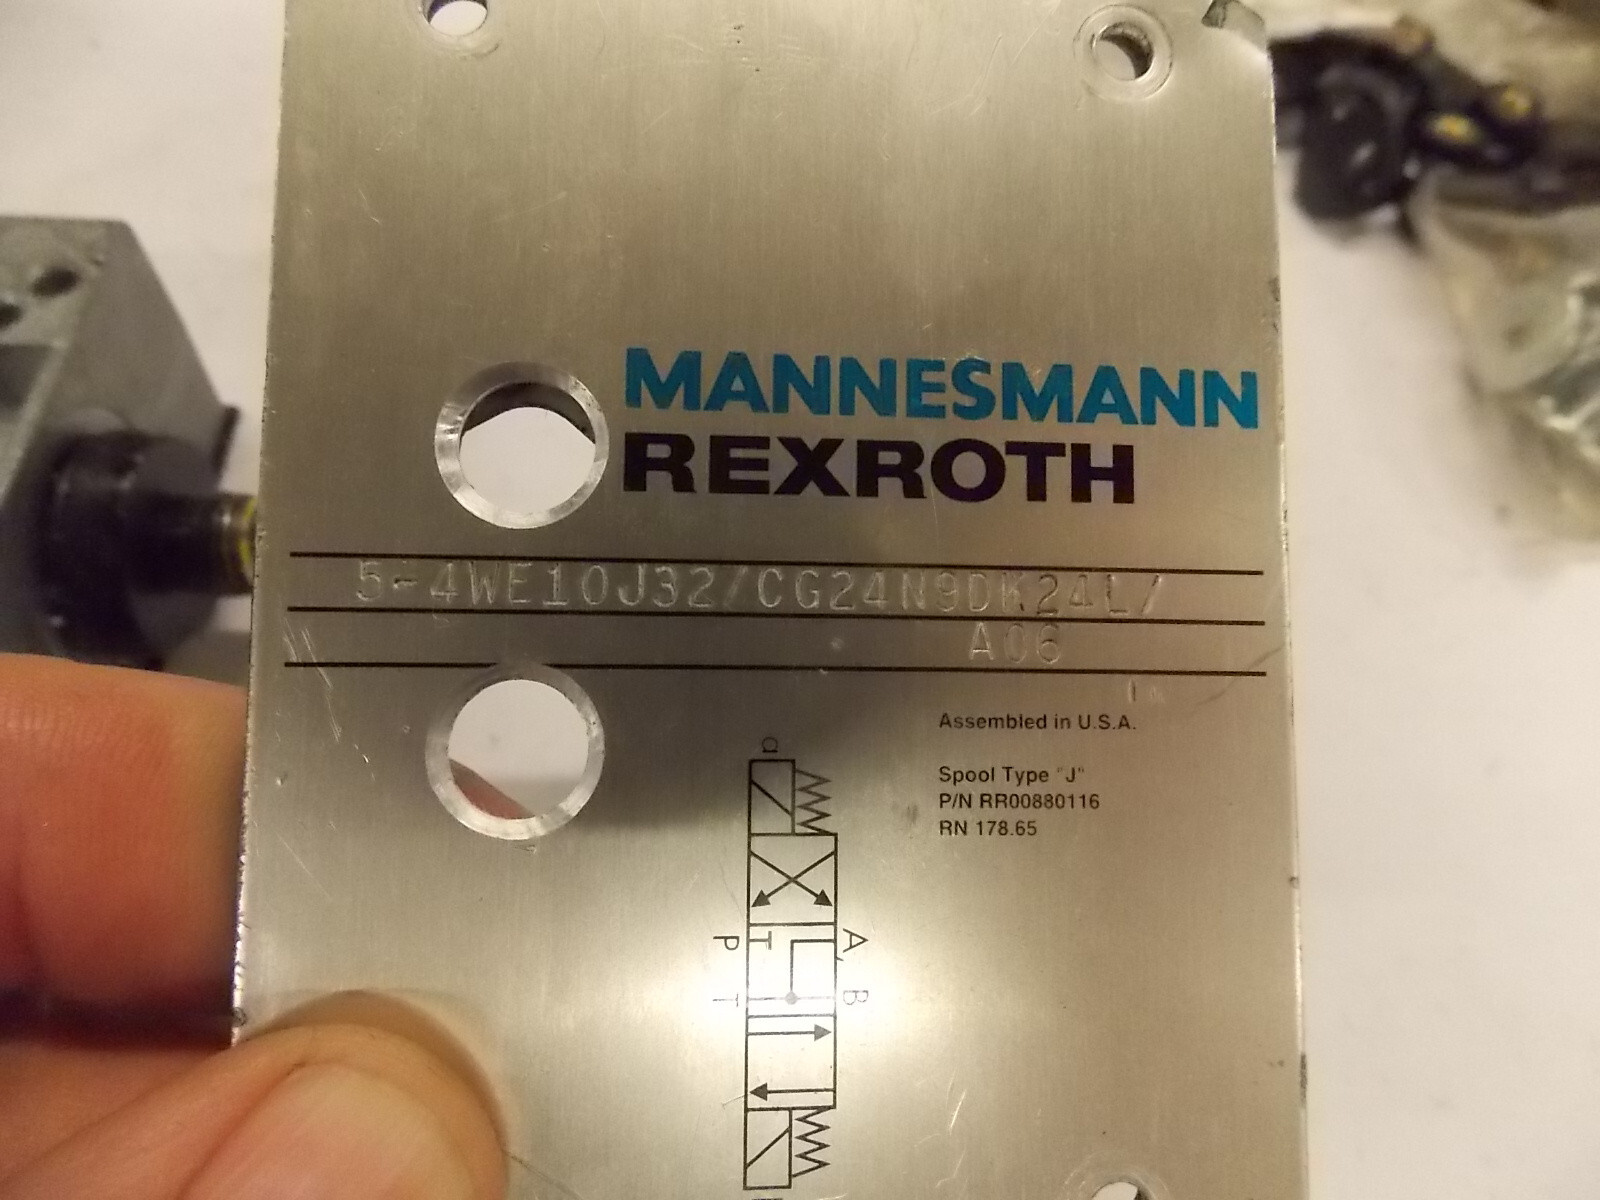 MANNESMANN
REXROTH
5-4WE10J32/CG24N9DK24L/
A06
Assembled in U.S.A.
Spool Type "J"
P/N RR00880116
RN 178.65
a
A, B
P T
T